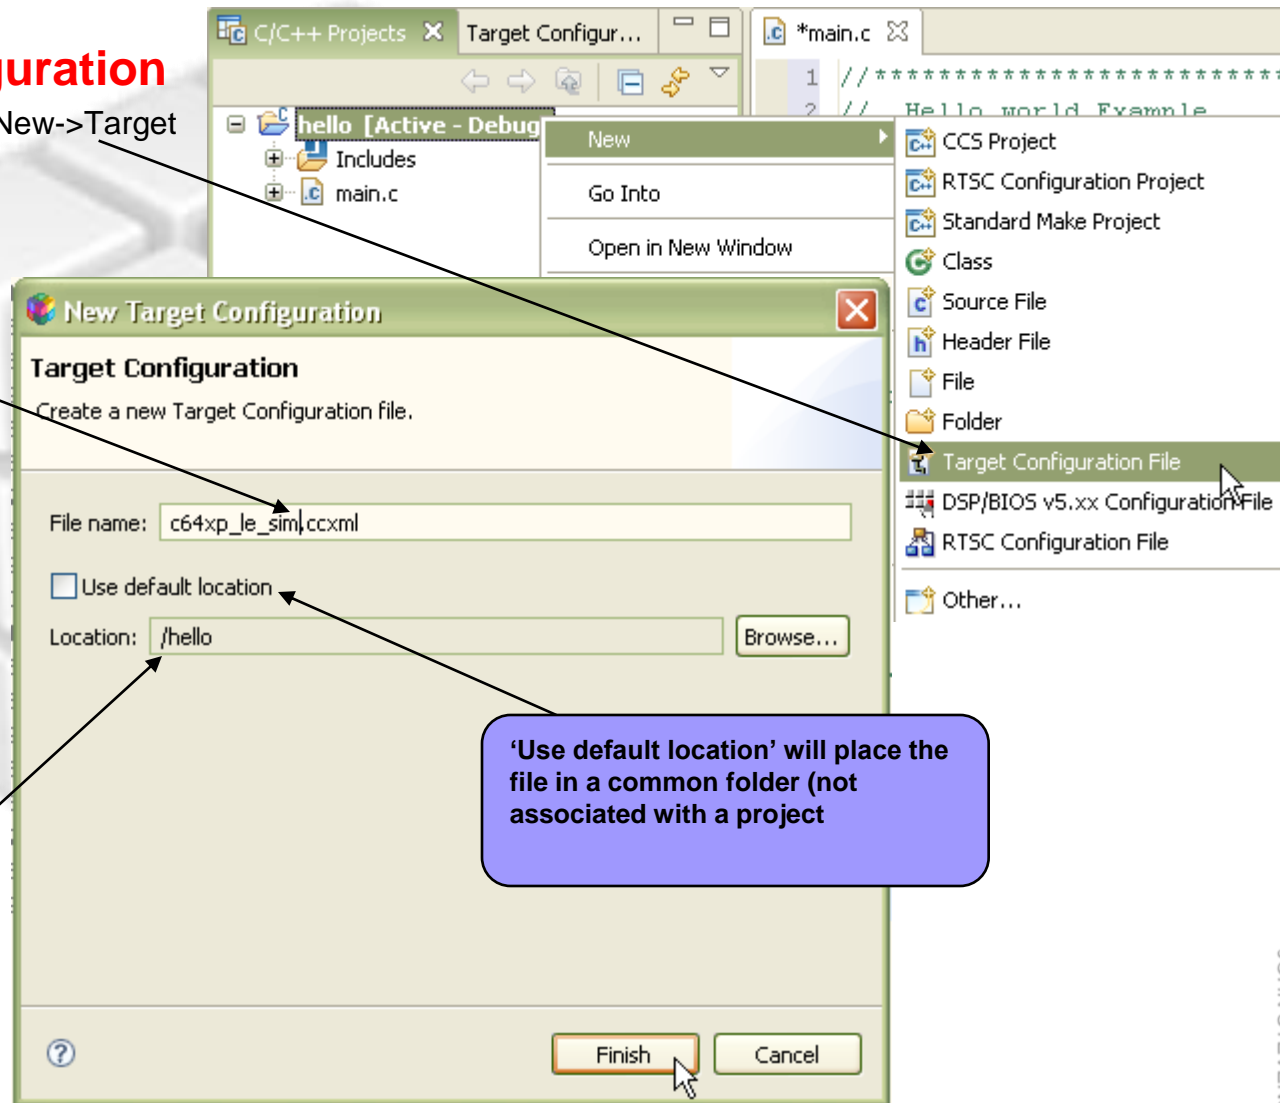 guration
New->Target
C/C++ Projects
Target Configur...
*main.c
1 //***************************
2 // Hello world Example
hello [Active - Debug
Includes
main.c
New
Go Into
Open in New Window
CCS Project
RTSC Configuration Project
Standard Make Project
Class
Source File
Header File
File
Folder
Target Configuration File
DSP/BIOS v5.xx Configuration File
RTSC Configuration File
Other...
New Target Configuration
Target Configuration
Create a new Target Configuration file.
File name: c64xp_le_sim.ccxml
Use default location
Location: /hello
Browse...
‘Use default location’ will place the
file in a common folder (not
associated with a project
Finish
Cancel